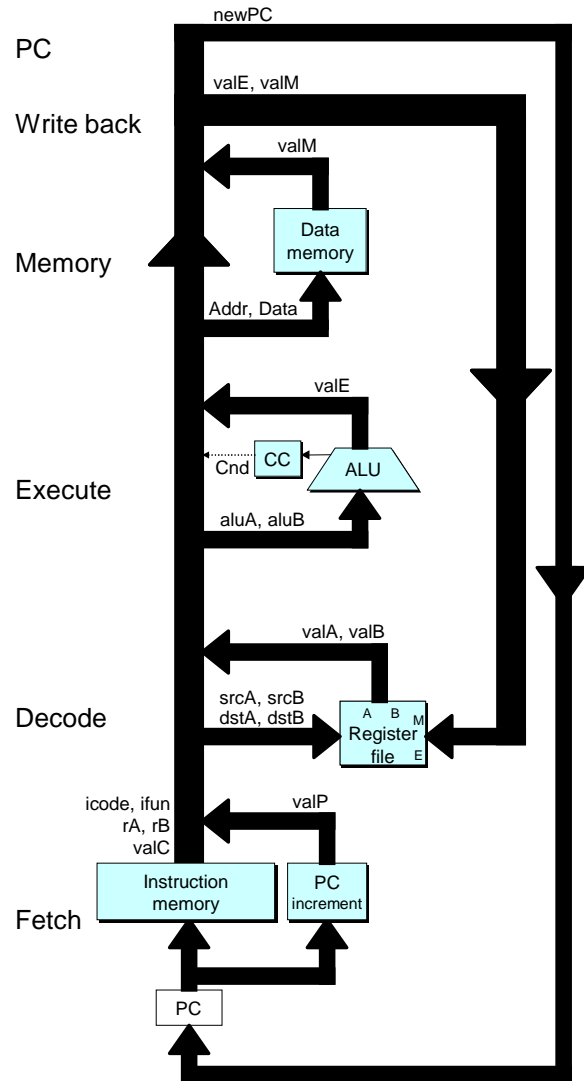 newPC
PC
valE, valM
Write back
valM
Data
memory
Memory
Addr, Data
valE
CC
ALU
Cnd
Execute
aluA, aluB
valA, valB
srcA, srcB
dstA, dstB
Decode
A B
M
Register
file
E
icode, ifun
rA, rB
valC
valP
Instruction
memory
PC
increment
Fetch
PC